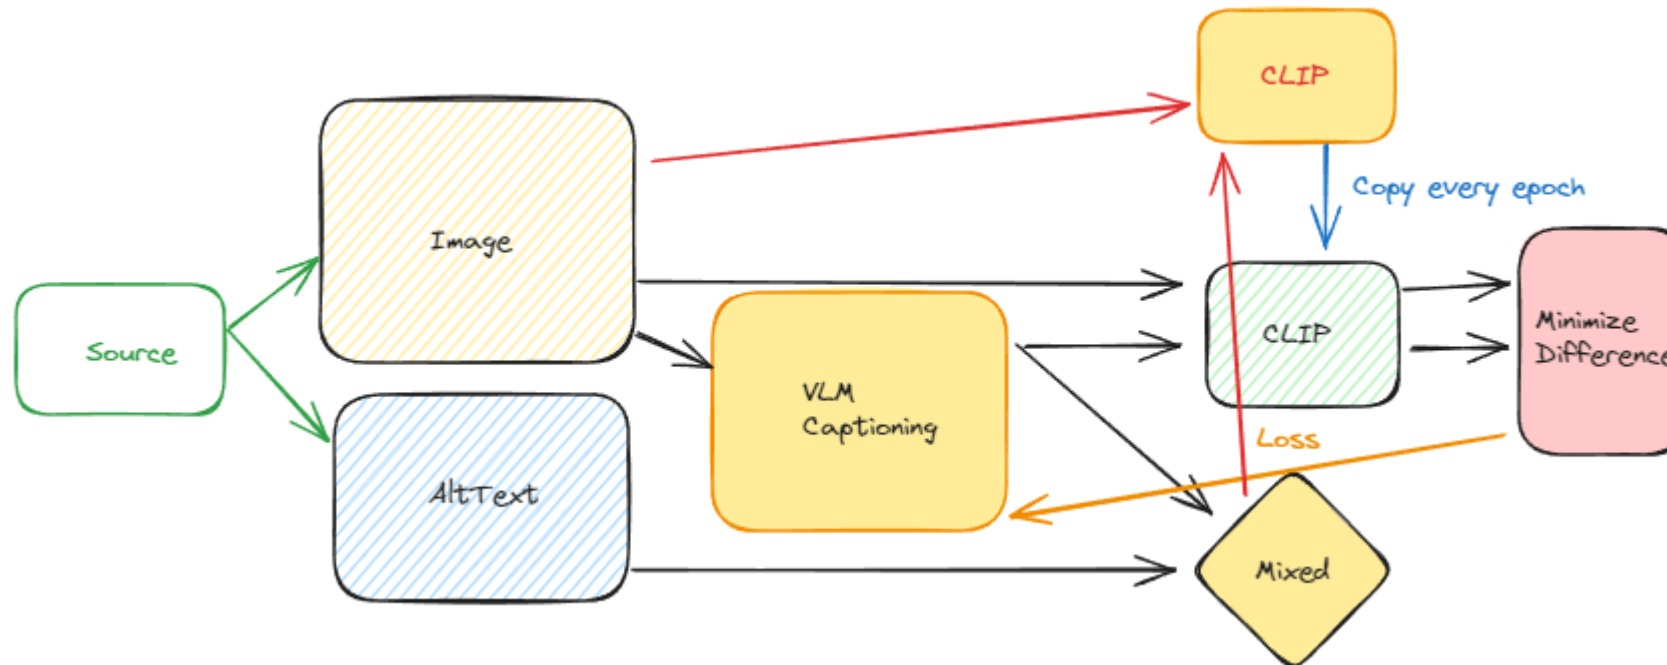 CLIP
Copy every epoch
Image
Source
Minimize
Difference
CLIP
VLM
Captioning
Loss
AltText
Mixed